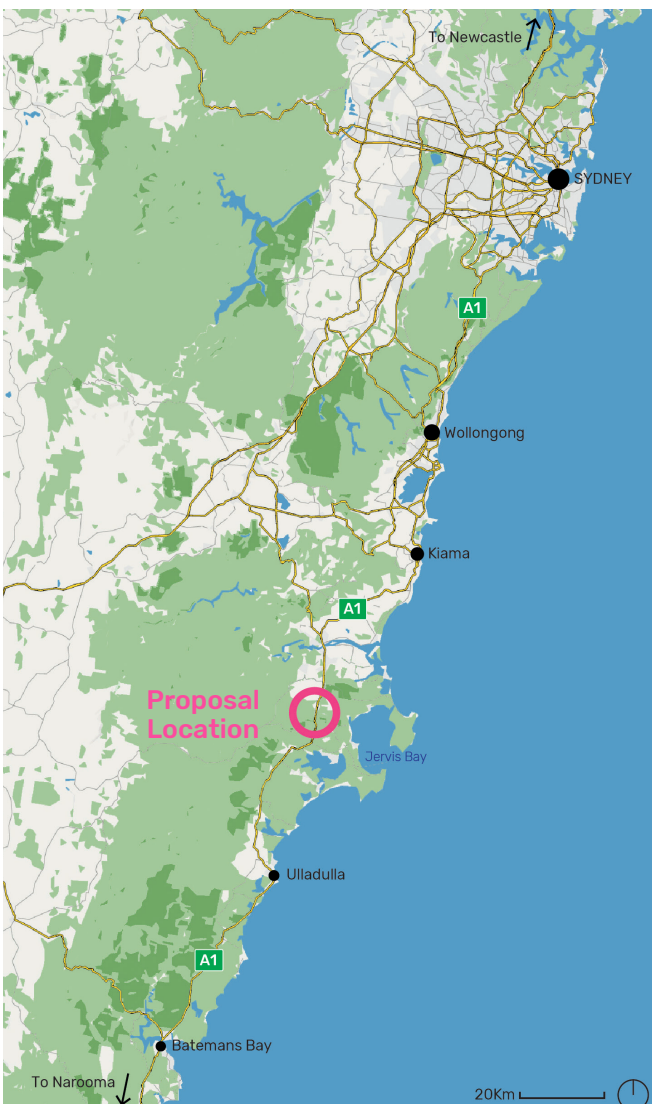 To Newcastle
SYDNEY
A1
Wollongong
Kiama
A1
Proposal
Location
Jervis Bay
Ulladulla
A1
Batemans Bay
To Narooma
20Km